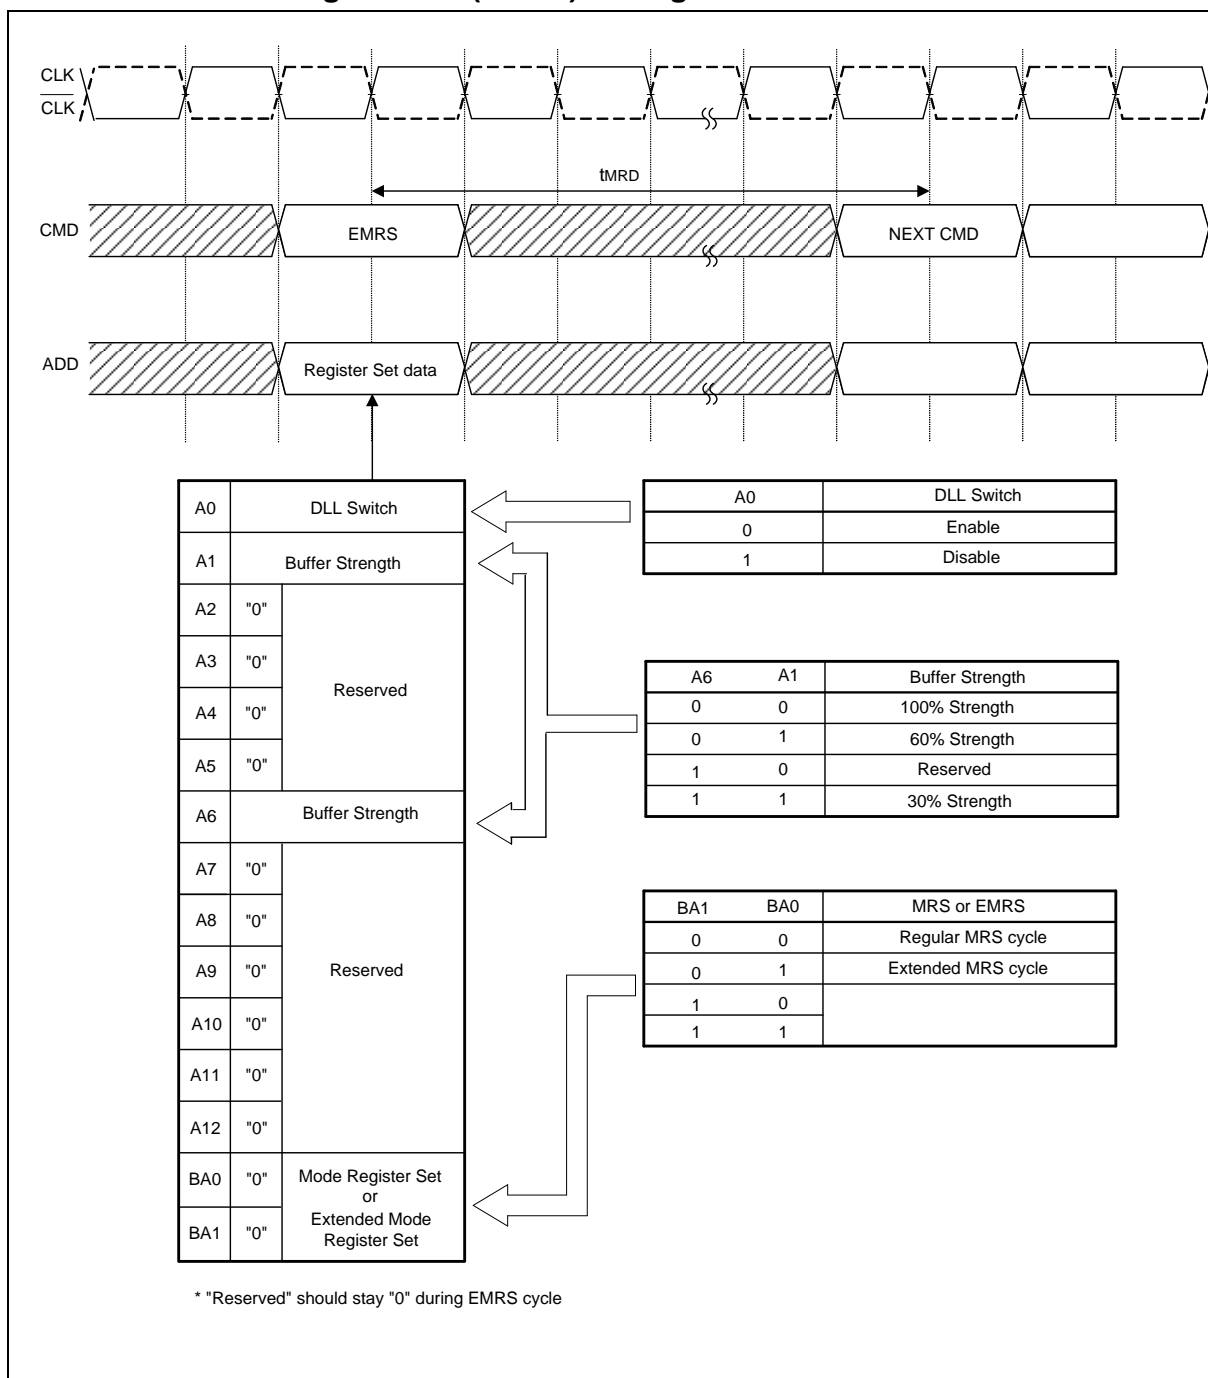 CLK
CLK
tMRD
CMD
EMRS
NEXT CMD
ADD
Register Set data
A0 DLL Switch
A1 Buffer Strength
A2 "0"
A3 "0"
Reserved
A4 "0"
A5 "0"
A6 Buffer Strength
A7 "0"
A8 "0"
A9 "0" Reserved
A10 "0"
A11 "0"
A12 "0"
BA0 "0" Mode Register Set
or
Extended Mode
BA1 "0" Register Set
A0 DLL Switch
0 Enable
1 Disable
A6 A1 Buffer Strength
0 0 100% Strength
0 1 60% Strength
1 0 Reserved
1 1 30% Strength
BA1 BA0 MRS or EMRS
0 0 Regular MRS cycle
0 1 Extended MRS cycle
1 0
1 1
* "Reserved" should stay "0" during EMRS cycle